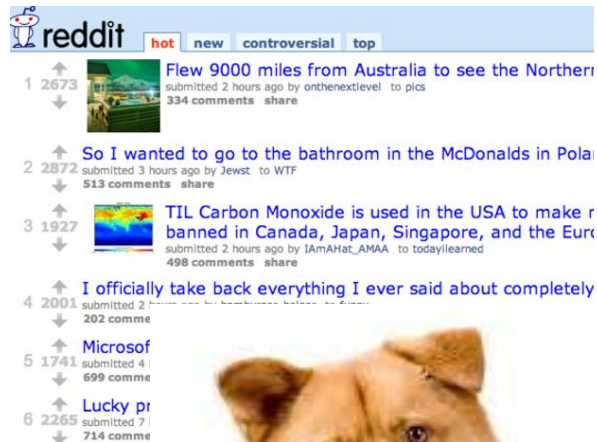 reddit hot new controversial top
Flew 9000 miles from Australia to see the Northern
1 2673 submitted 2 hours ago by onthenextlevel to pics
334 comments share
So I wanted to go to the bathroom in the McDonalds in Pola
2 2872 submitted 3 hours ago by Jewst to WTF
513 comments share
TIL Carbon Monoxide is used in the USA to make
3 1927 banned in Canada, Japan, Singapore, and the Euro
submitted 2 hours ago by IAmAHat_AMAA to todayilearned
498 comments share
I officially take back everything I ever said about completely
4 2001 submitted 2
202 comme
Microsof
5 1741 submitted 4
699 comme
Lucky pr
6 2265 submitted 7
714 comme